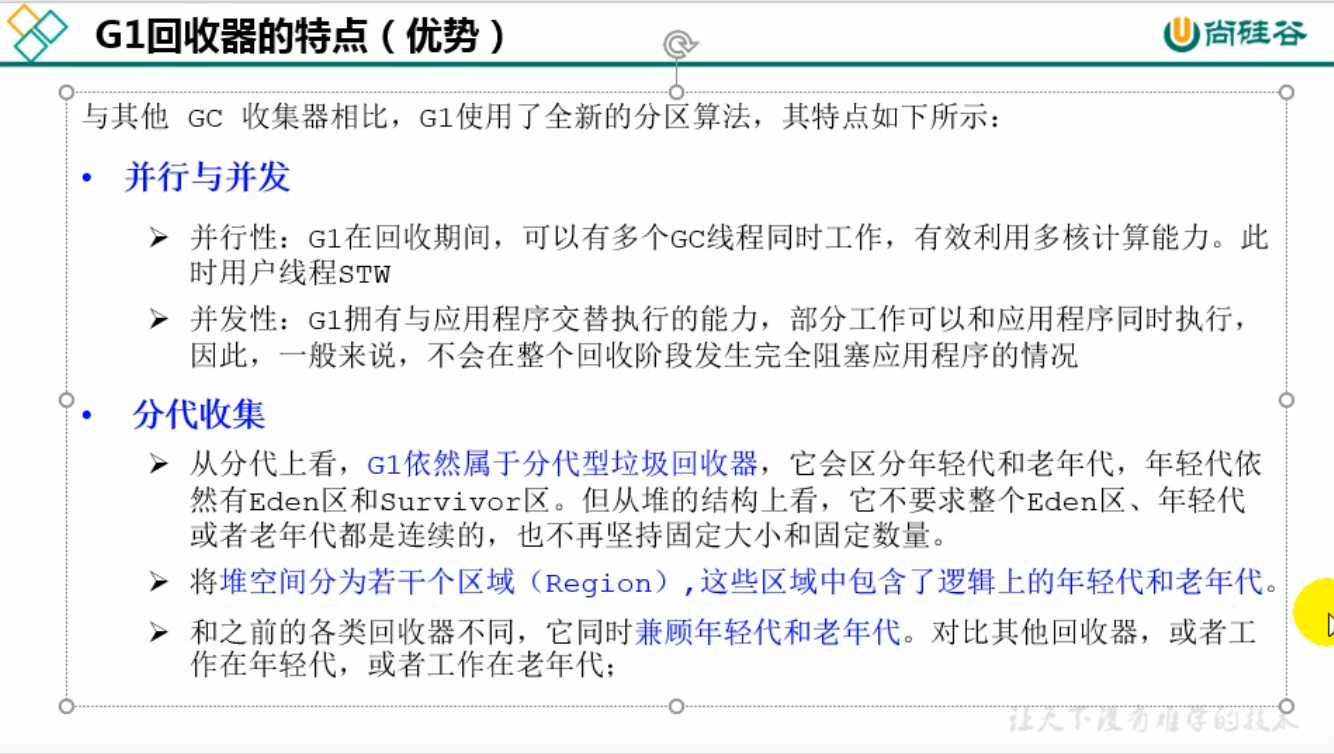 G1回收器的特点（优势）
尚硅谷
与其他 GC 收集器相比，G1使用了全新的分区算法，其特点如下所示：
• 并行与并发
➢ 并行性：G1在回收期间，可以有多个GC线程同时工作，有效利用多核计算能力。此
时用户线程STW
➢ 并发性：G1拥有与应用程序交替执行的能力，部分工作可以和应用程序同时执行，
因此，一般来说，不会在整个回收阶段发生完全阻塞应用程序的情况
• 分代收集
➢ 从分代上看，G1依然属于分代型垃圾回收器，它会区分年轻代和老年代，年轻代依
然有Eden区和Survivor区。但从堆的结构上看，它不要求整个Eden区、年轻代
或者老年代都是连续的，也不再坚持固定大小和固定数量。
➢ 将堆空间分为若干个区域（Region）,这些区域中包含了逻辑上的年轻代和老年代。
➢ 和之前的各类回收器不同，它同时兼顾年轻代和老年代。对比其他回收器，或者工
作在年轻代，或者工作在老年代；
让天下没有难学的技术